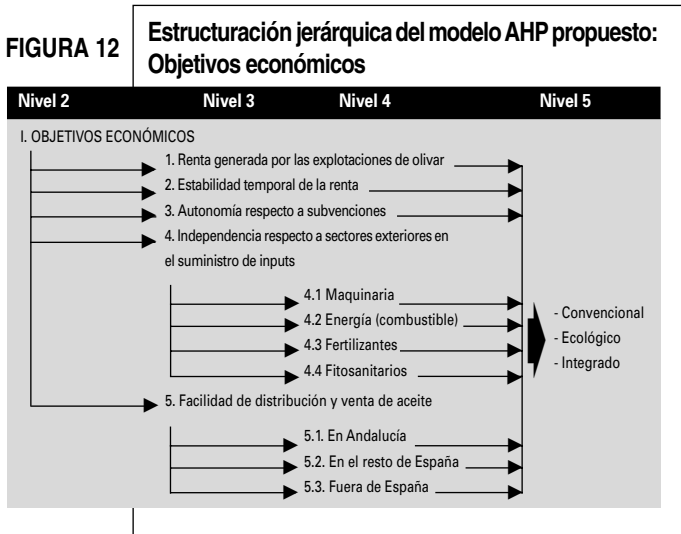 FIGURA 12
Estructuración jerárquica del modelo AHP propuesto:
Objetivos económicos
Nivel 2 Nivel 3 Nivel 4 Nivel 5
I. OBJETIVOS ECONÓMICOS
1. Renta generada por las explotaciones de olivar
2. Estabilidad temporal de la renta
3. Autonomía respecto a subvenciones
4. Independencia respecto a sectores exteriores en
el suministro de inputs
4.1 Maquinaria
4.2 Energía (combustible)
4.3 Fertilizantes
4.4 Fitosanitarios
- Convencional
- Ecológico
- Integrado
5. Facilidad de distribución y venta de aceite
5.1. En Andalucía
5.2. En el resto de España
5.3. Fuera de España